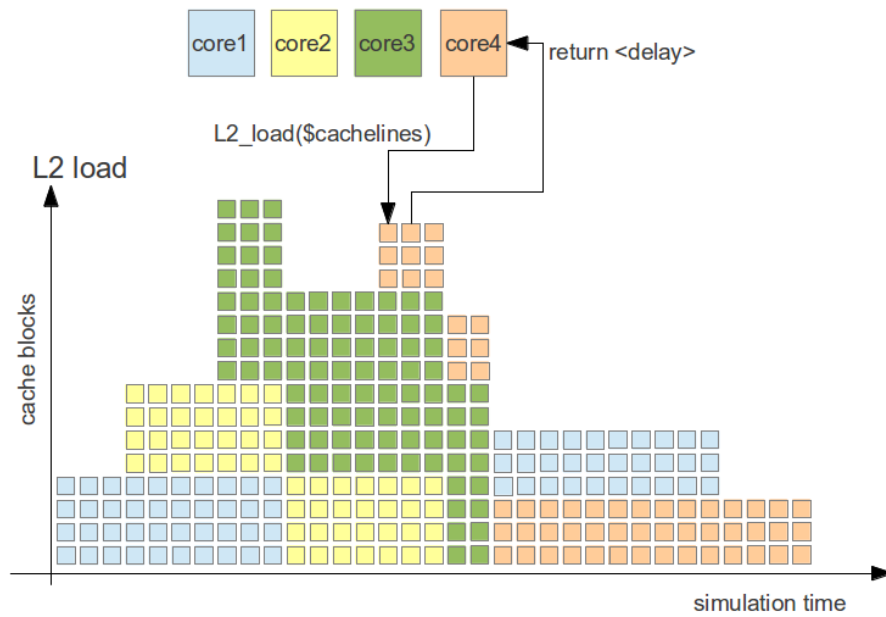 core1 core2 core3 core4
return <delay>
L2_load($cachelines)
L2 load
cache blocks
simulation time